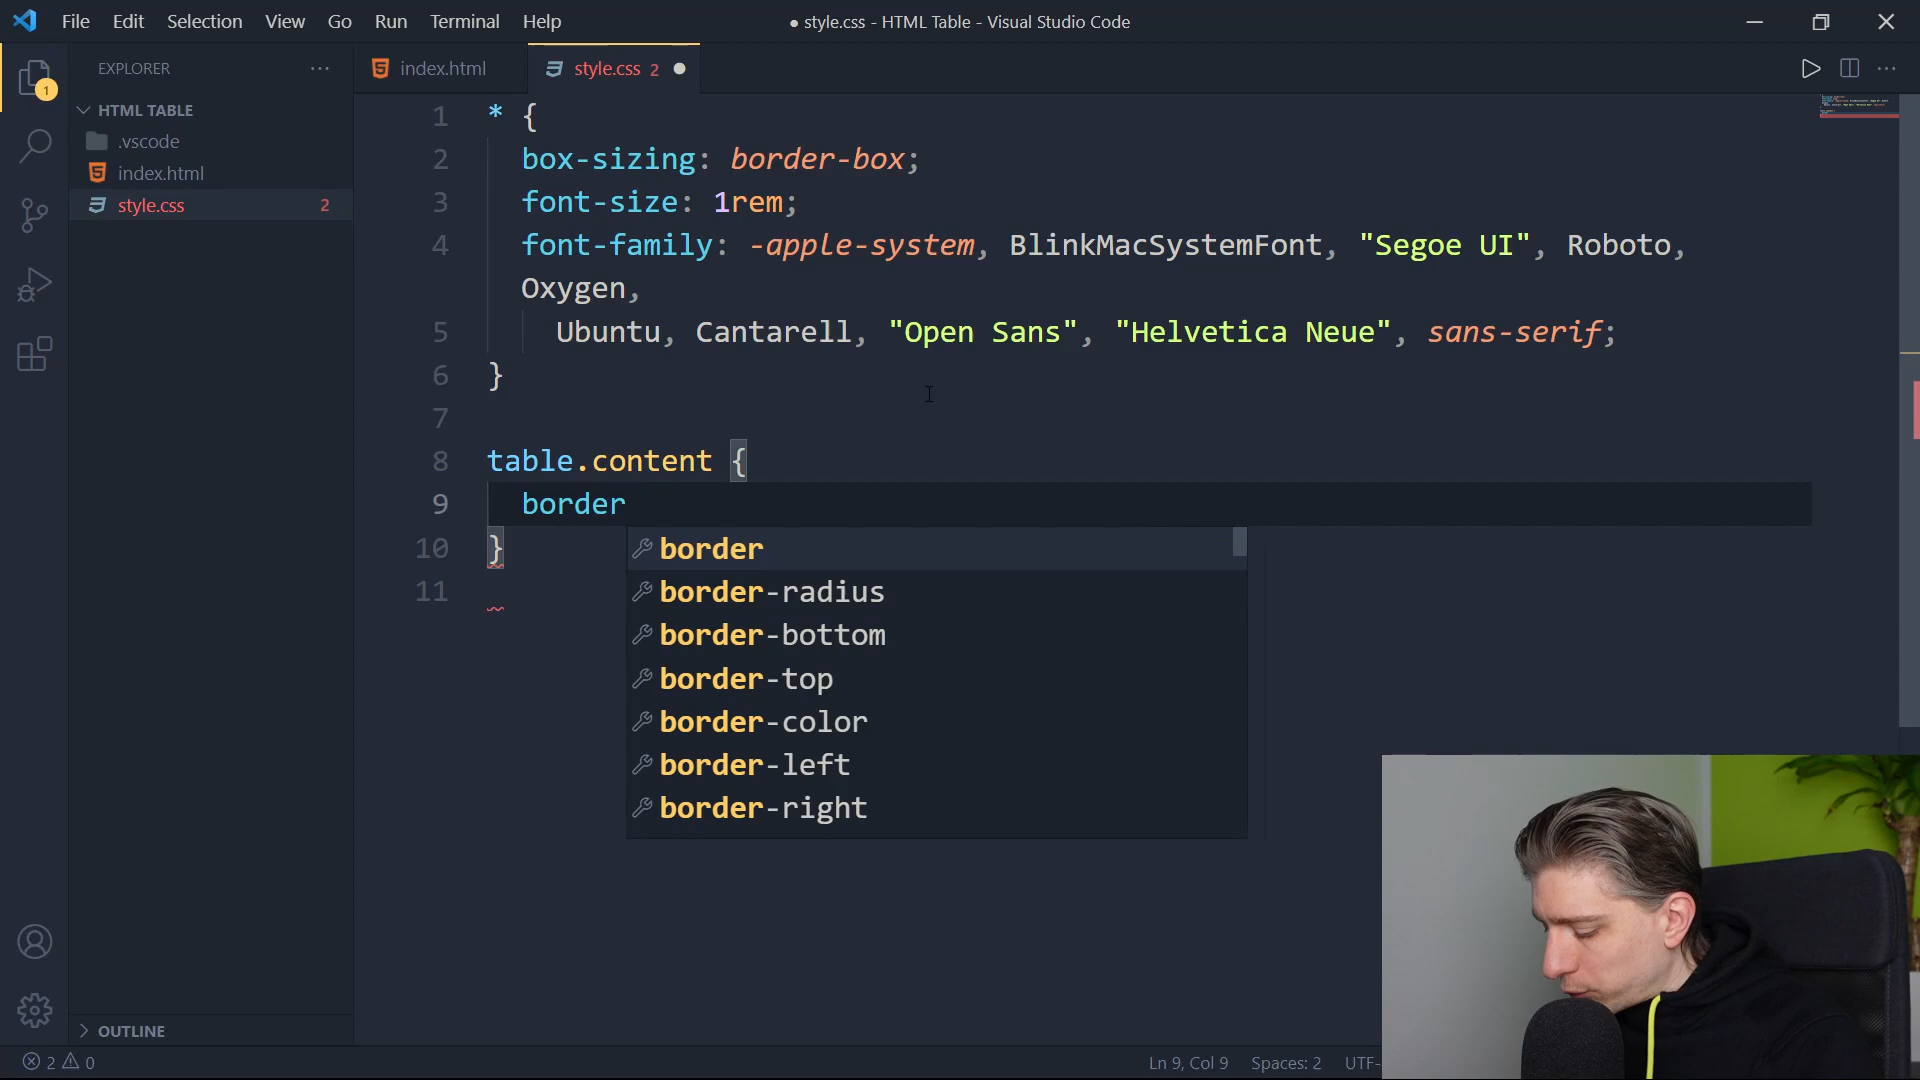 File Edit Selection View Go Run Terminal Help
● style.css - HTML Table - Visual Studio Code
1
EXPLORER
HTML TABLE
.vscode
index.html
style.css 2
index.html
style.css 2
1 * {
2 box-sizing: border-box;
3 font-size: 1rem;
4 font-family: -apple-system, BlinkMacSystemFont, "Segoe UI", Roboto,
Oxygen,
5 Ubuntu, Cantarell, "Open Sans", "Helvetica Neue", sans-serif;
6 }
7
8 table.content {
9 border
10 }
11
border
border-radius
border-bottom
border-top
border-color
border-left
border-right
OUTLINE
2 0
Ln 9, Col 9 Spaces: 2 UTF-